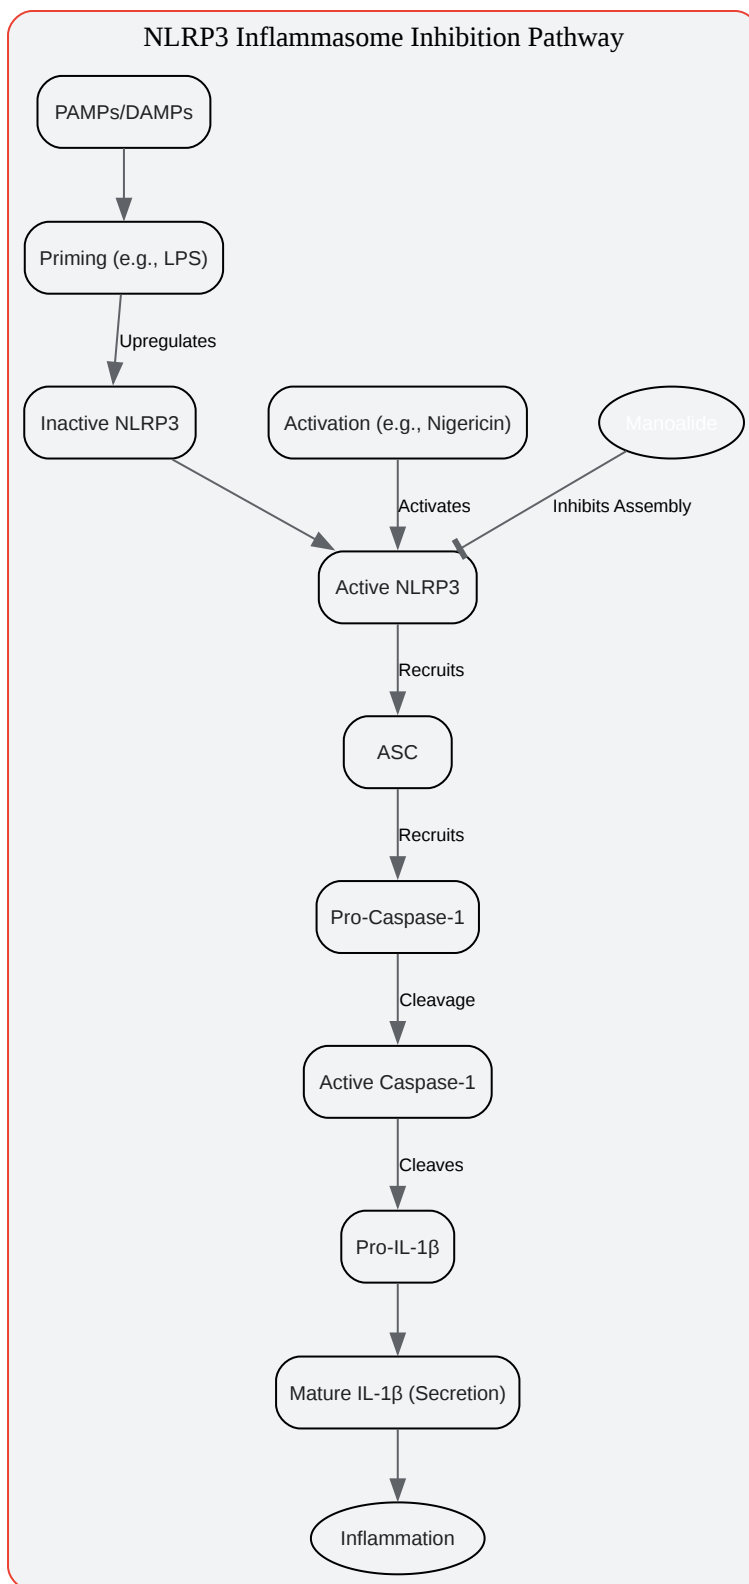 NLRP3 Inflammasome Inhibition Pathway
PAMPs/DAMPs
Priming (e.g., LPS)
Upregulates
Inactive NLRP3
Activation (e.g., Nigericin)
Manoalide
Activates
Inhibits Assembly
Active NLRP3
Recruits
ASC
Recruits
Pro-Caspase-1
Cleavage
Active Caspase-1
Cleaves
Pro-IL-1β
Mature IL-1β (Secretion)
Inflammation